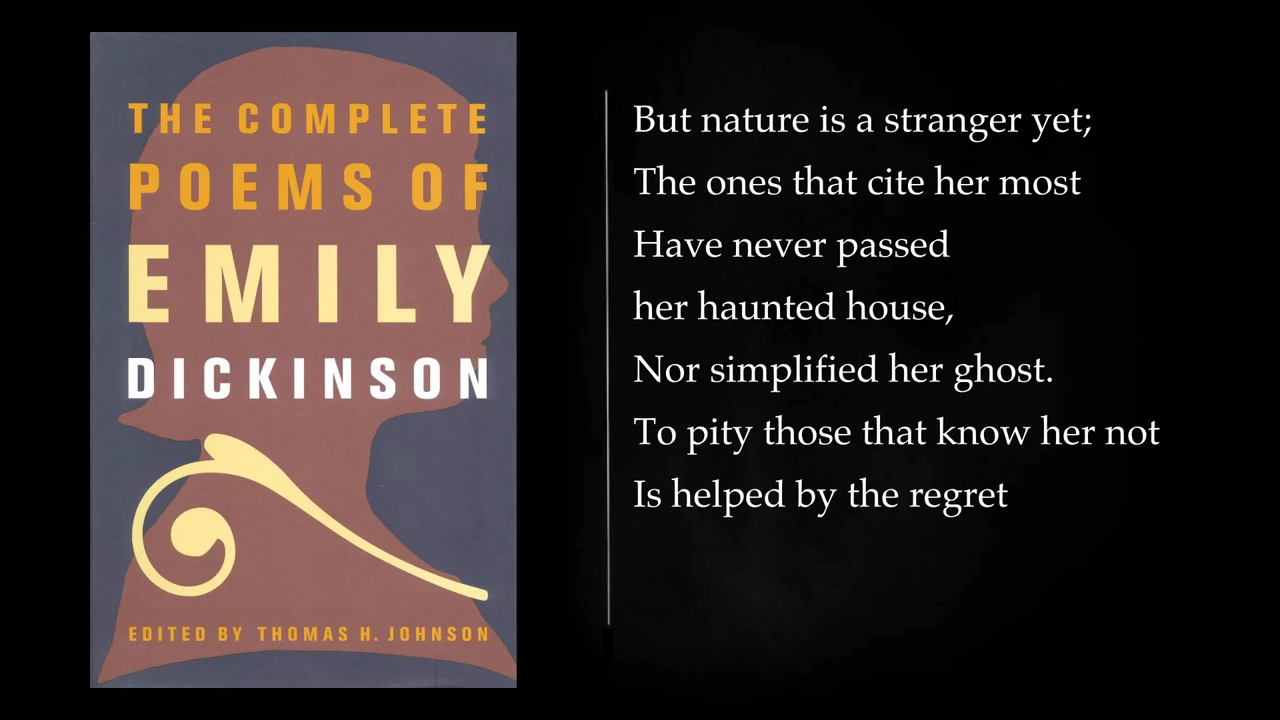 THE COMPLETE
POEMS OF
EMILY
DICKINSON
EDITED BY THOMAS H. JOHNSON
But nature is a stranger yet;
The ones that cite her most
Have never passed
her haunted house,
Nor simplified her ghost.
To pity those that know her not
Is helped by the regret